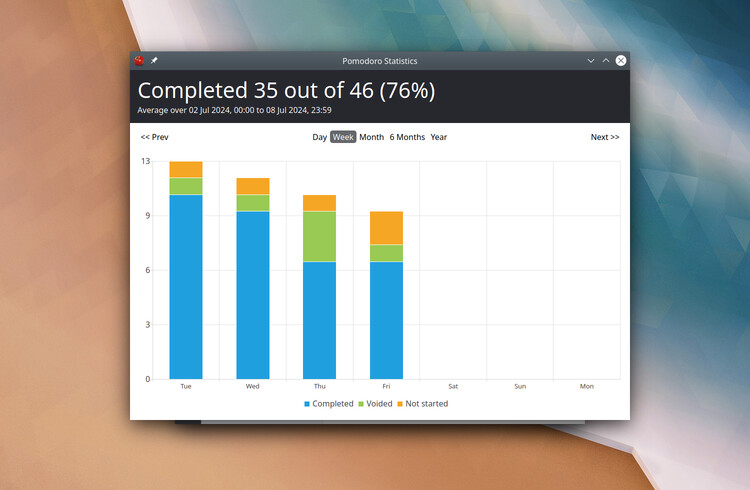 Pomodoro Statistics
Completed 35 out of 46 (76%)
Average over 02 Jul 2024, 00:00 to 08 Jul 2024, 23:59
<< Prev Day Week Month 6 Months Year Next >>
13
9
6
3
0
Tue Wed Thu Fri Sat Sun Mon
Completed Voided Not started